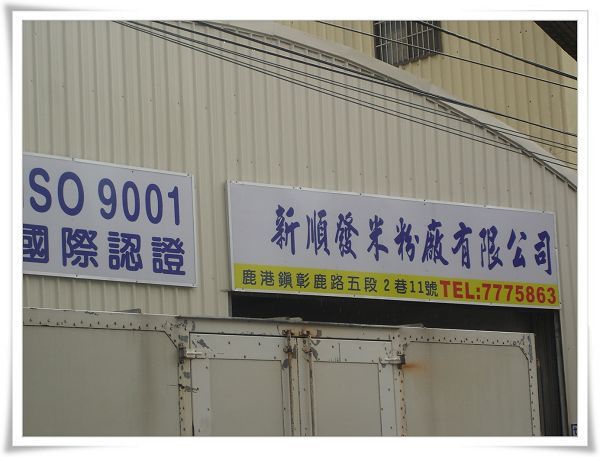 ISO 9001
國際認證
新順發米粉廠有限公司
鹿港鎮彰鹿路五段2巷11號 TEL:7775863